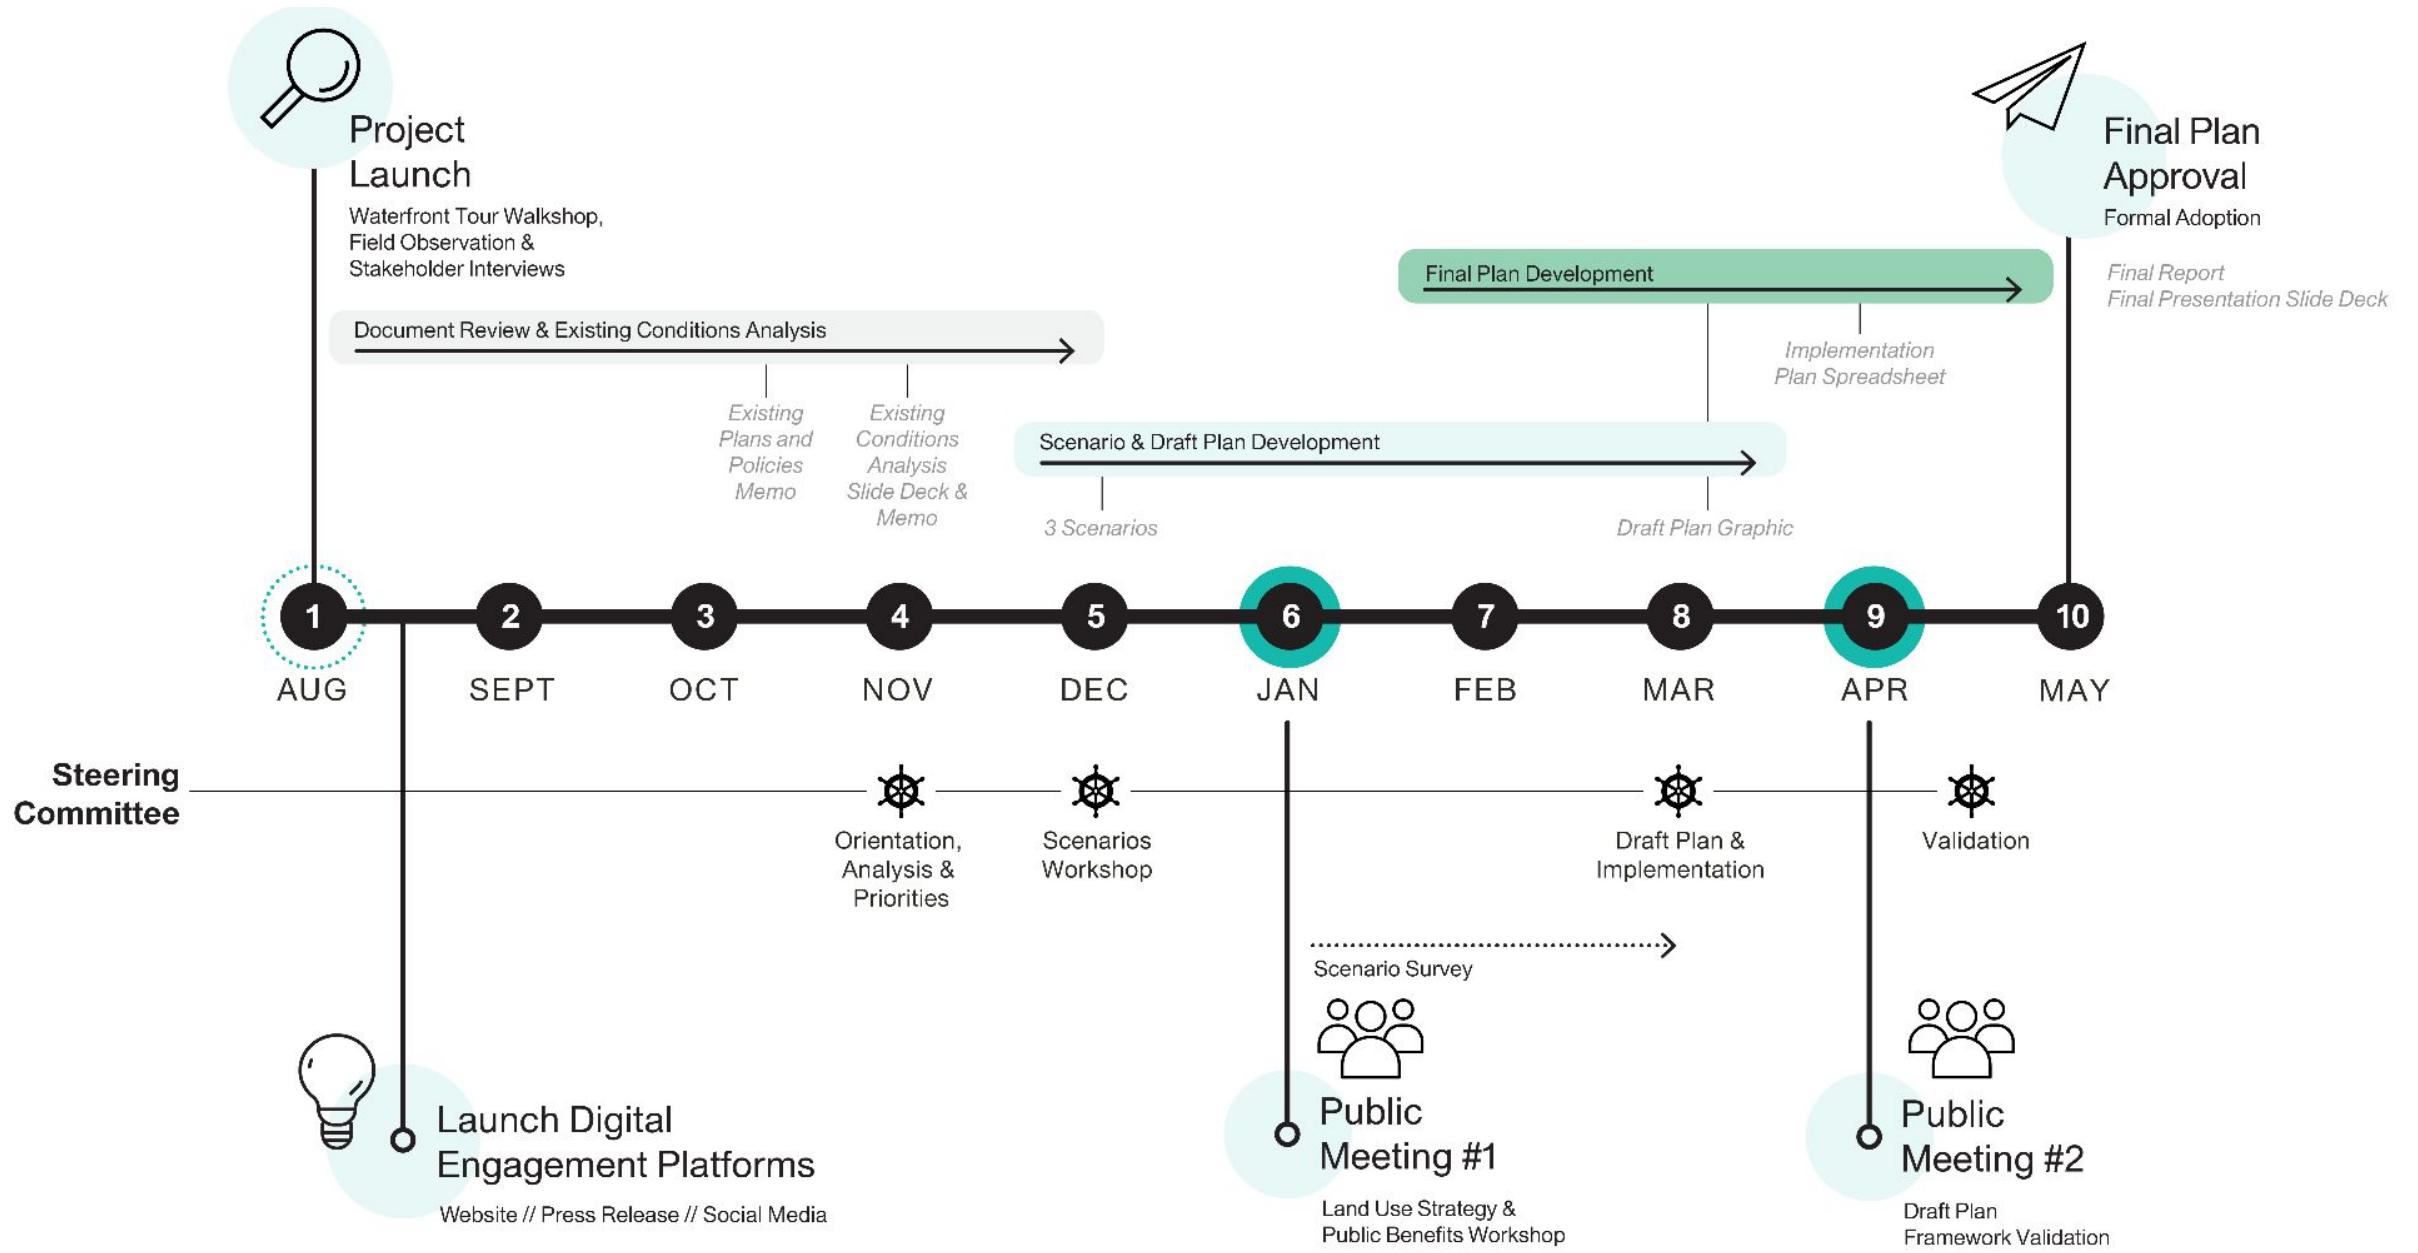 Project
Launch
Waterfront Tour Walkshop,
Field Observation &
Stakeholder Interviews
Final Plan
Approval
Formal Adoption
Final Report
Final Presentation Slide Deck
Final Plan Development
Implementation
Plan Spreadsheet
Document Review & Existing Conditions Analysis
Existing
Plans and
Policies
Memo
Existing
Conditions
Analysis
Slide Deck &
Memo
Scenario & Draft Plan Development
3 Scenarios
Draft Plan Graphic
1 2 3 4 5 6 7 8 9 10
AUG SEPT OCT NOV DEC JAN FEB MAR APR MAY
Steering
Committee
Orientation,
Analysis &
Priorities
Scenarios
Workshop
Draft Plan &
Implementation
Validation
Scenario Survey
Launch Digital
Engagement Platforms
Website // Press Release // Social Media
Public
Meeting #1
Land Use Strategy &
Public Benefits Workshop
Public
Meeting #2
Draft Plan
Framework Validation